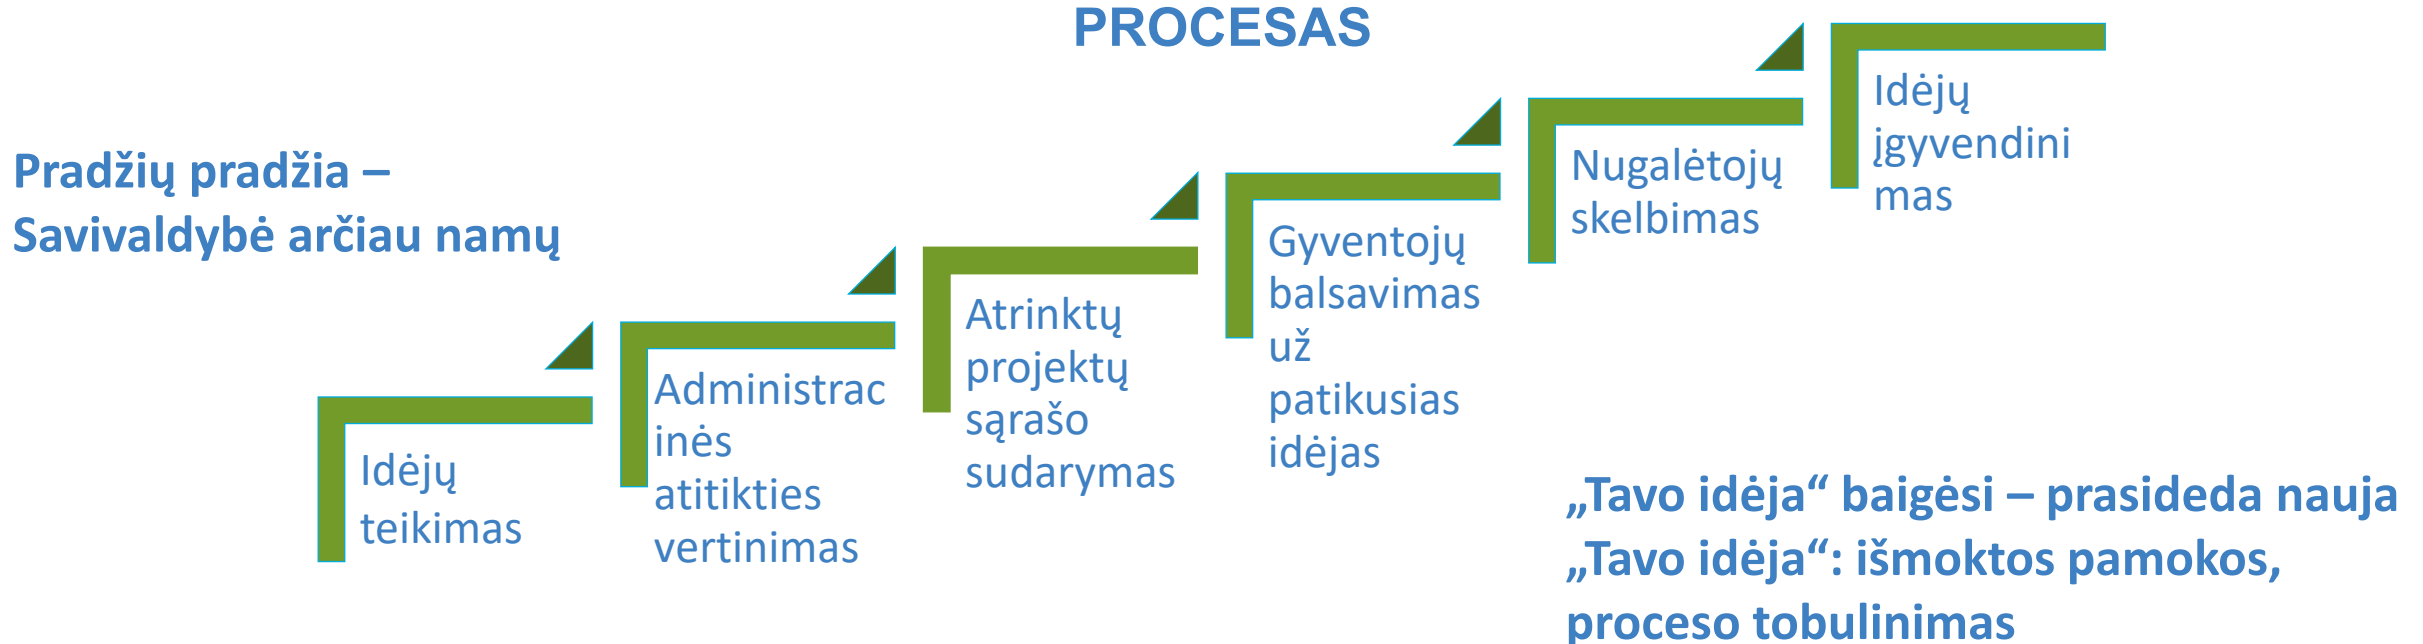 PROCESAS
Pradžių pradžia –
Savivaldybė arčiau namų
Idėjų
teikimas
Administrac
inės
atitikties
vertinimas
Atrinktų
projektų
sąrašo
sudarymas
Gyventojų
balsavimas
už
patikusias
idėjas
Nugalėtojų
skelbimas
Idėjų
įgyvendini
mas
„Tavo idėja“ baigėsi – prasideda nauja
„Tavo idėja“: išmoktos pamokos,
proceso tobulinimas